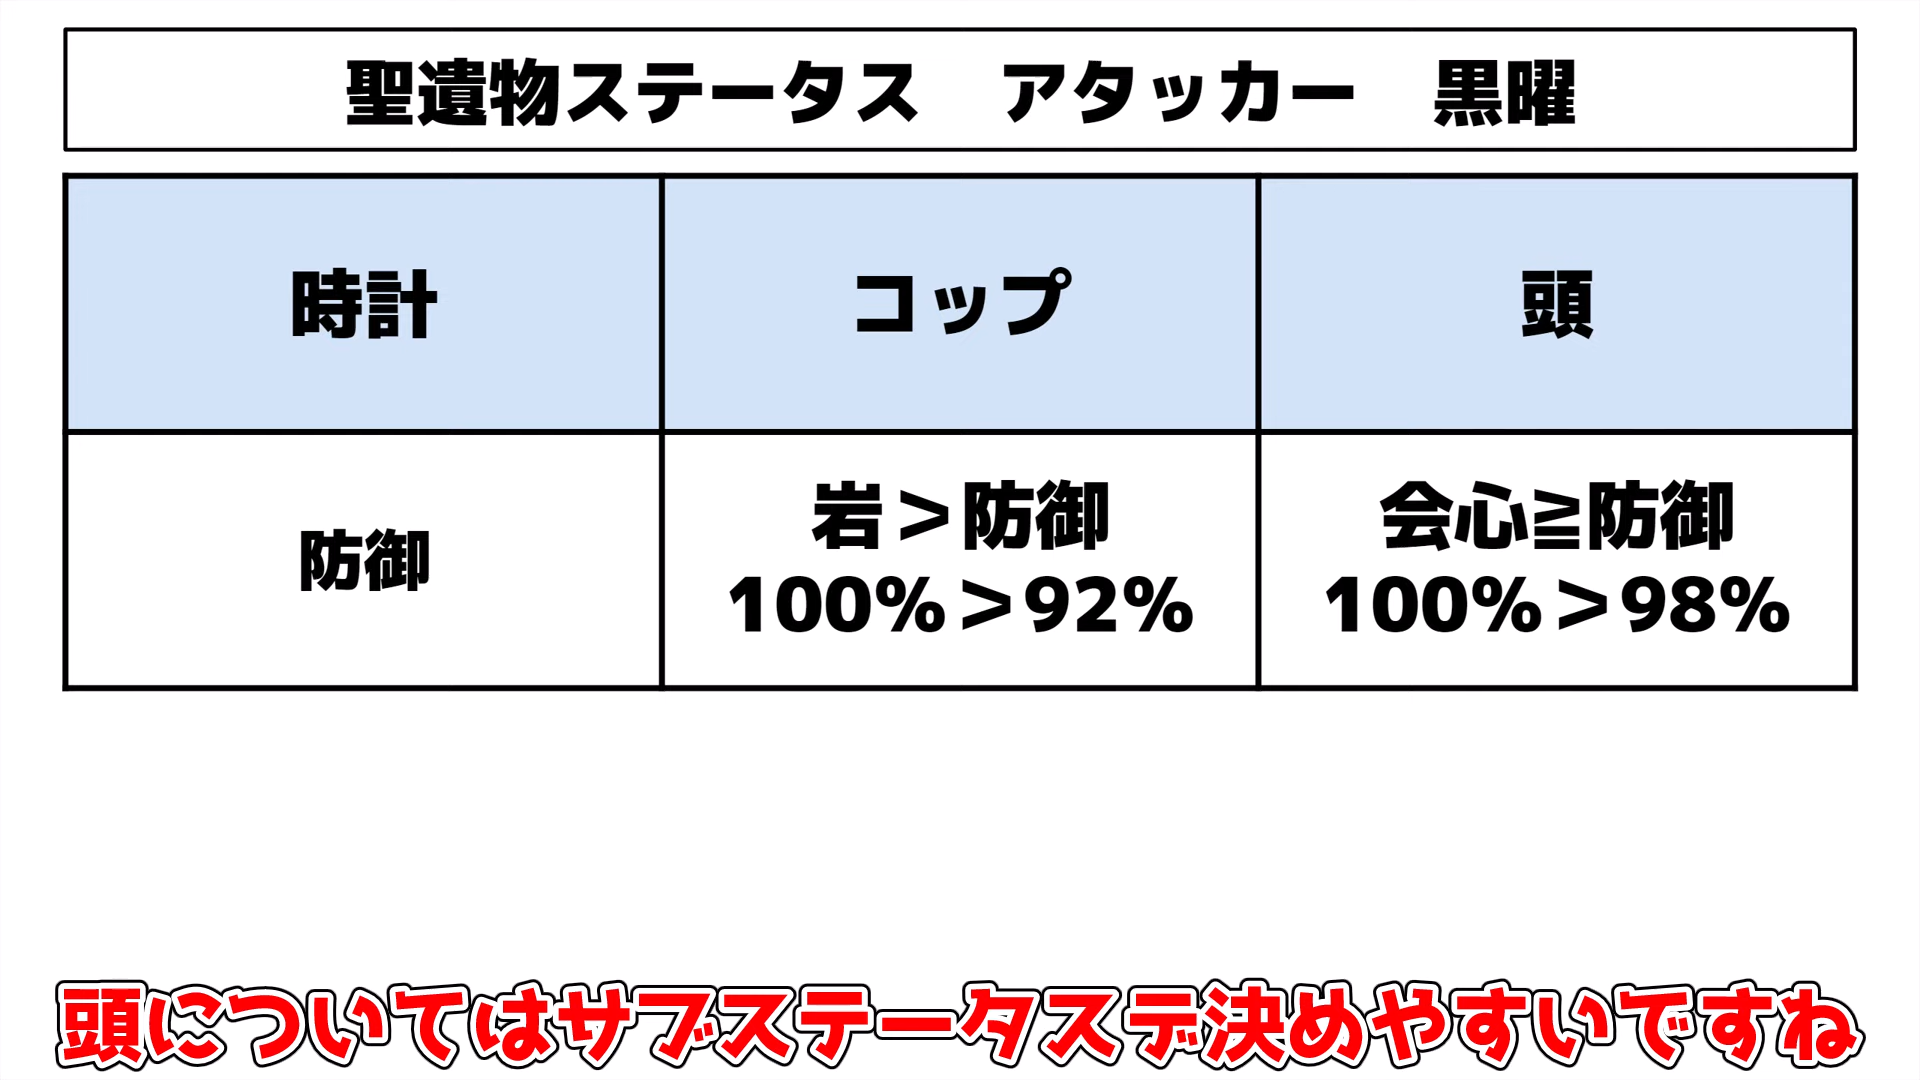 聖遺物ステータス　アタッカー　黒曜
時計
コップ
頭
防御
岩＞防御
100%＞92%
会心≧防御
100%＞98%
頭についてはサブステータスデ決めやすいですね